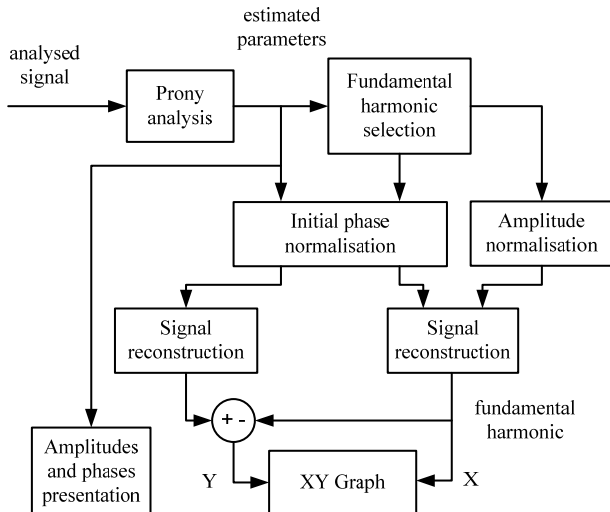 estimated
parameters
analysed
signal
Prony
analysis
Fundamental
harmonic
selection
Initial phase
normalisation
Amplitude
normalisation
Signal
reconstruction
Signal
reconstruction
+ -
fundamental
harmonic
Amplitudes
and phases
presentation
Y
XY Graph
X